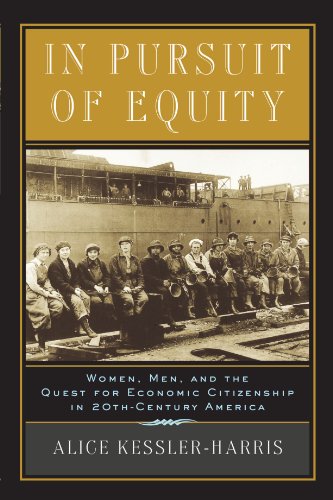 IN PURSUIT
OF EQUITY
Women, Men, and the
Quest for Economic Citizenship
in 20th-Century America
ALICE KESSLER-HARRIS